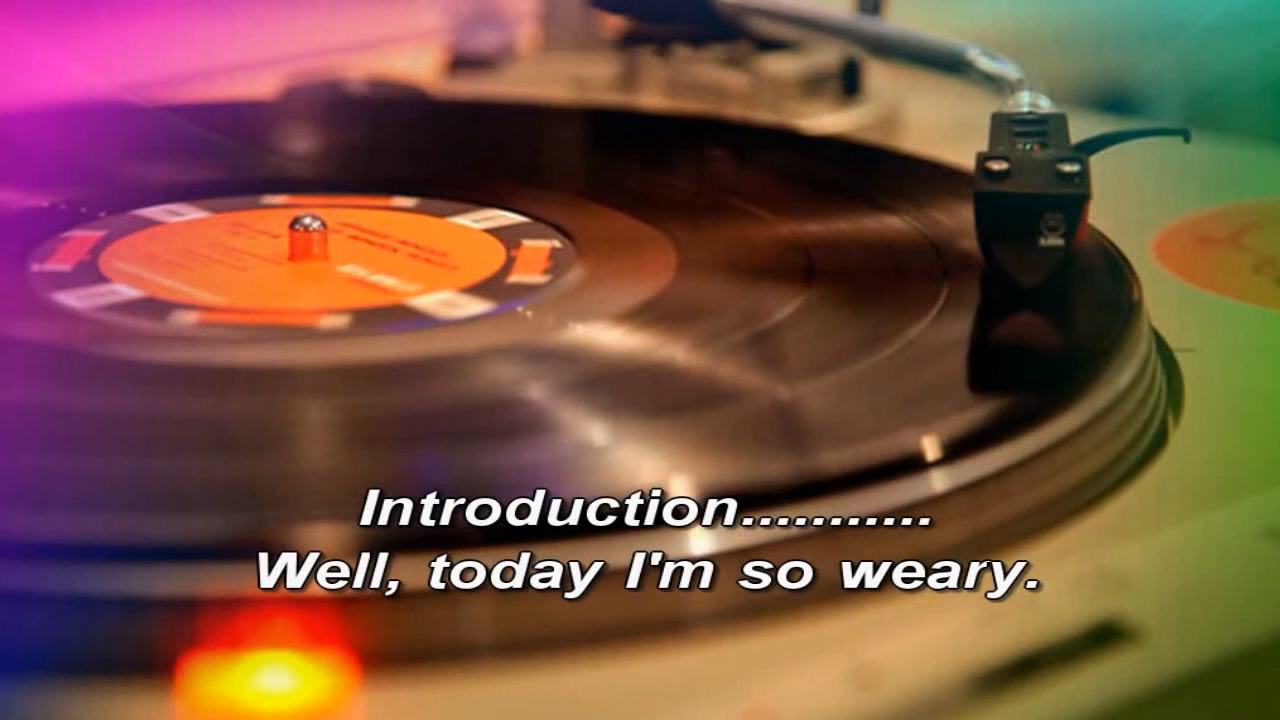 Introduction...........
Well, today I'm so weary.